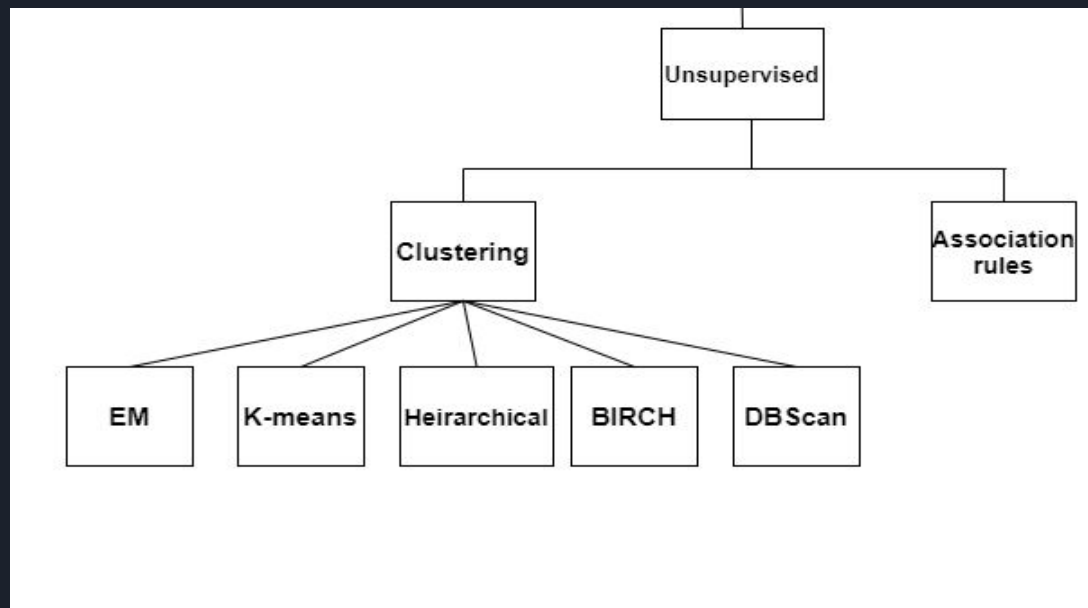 Unsupervised
Clustering
Association
rules
EM
K-means
Heirarchical
BIRCH
DBScan